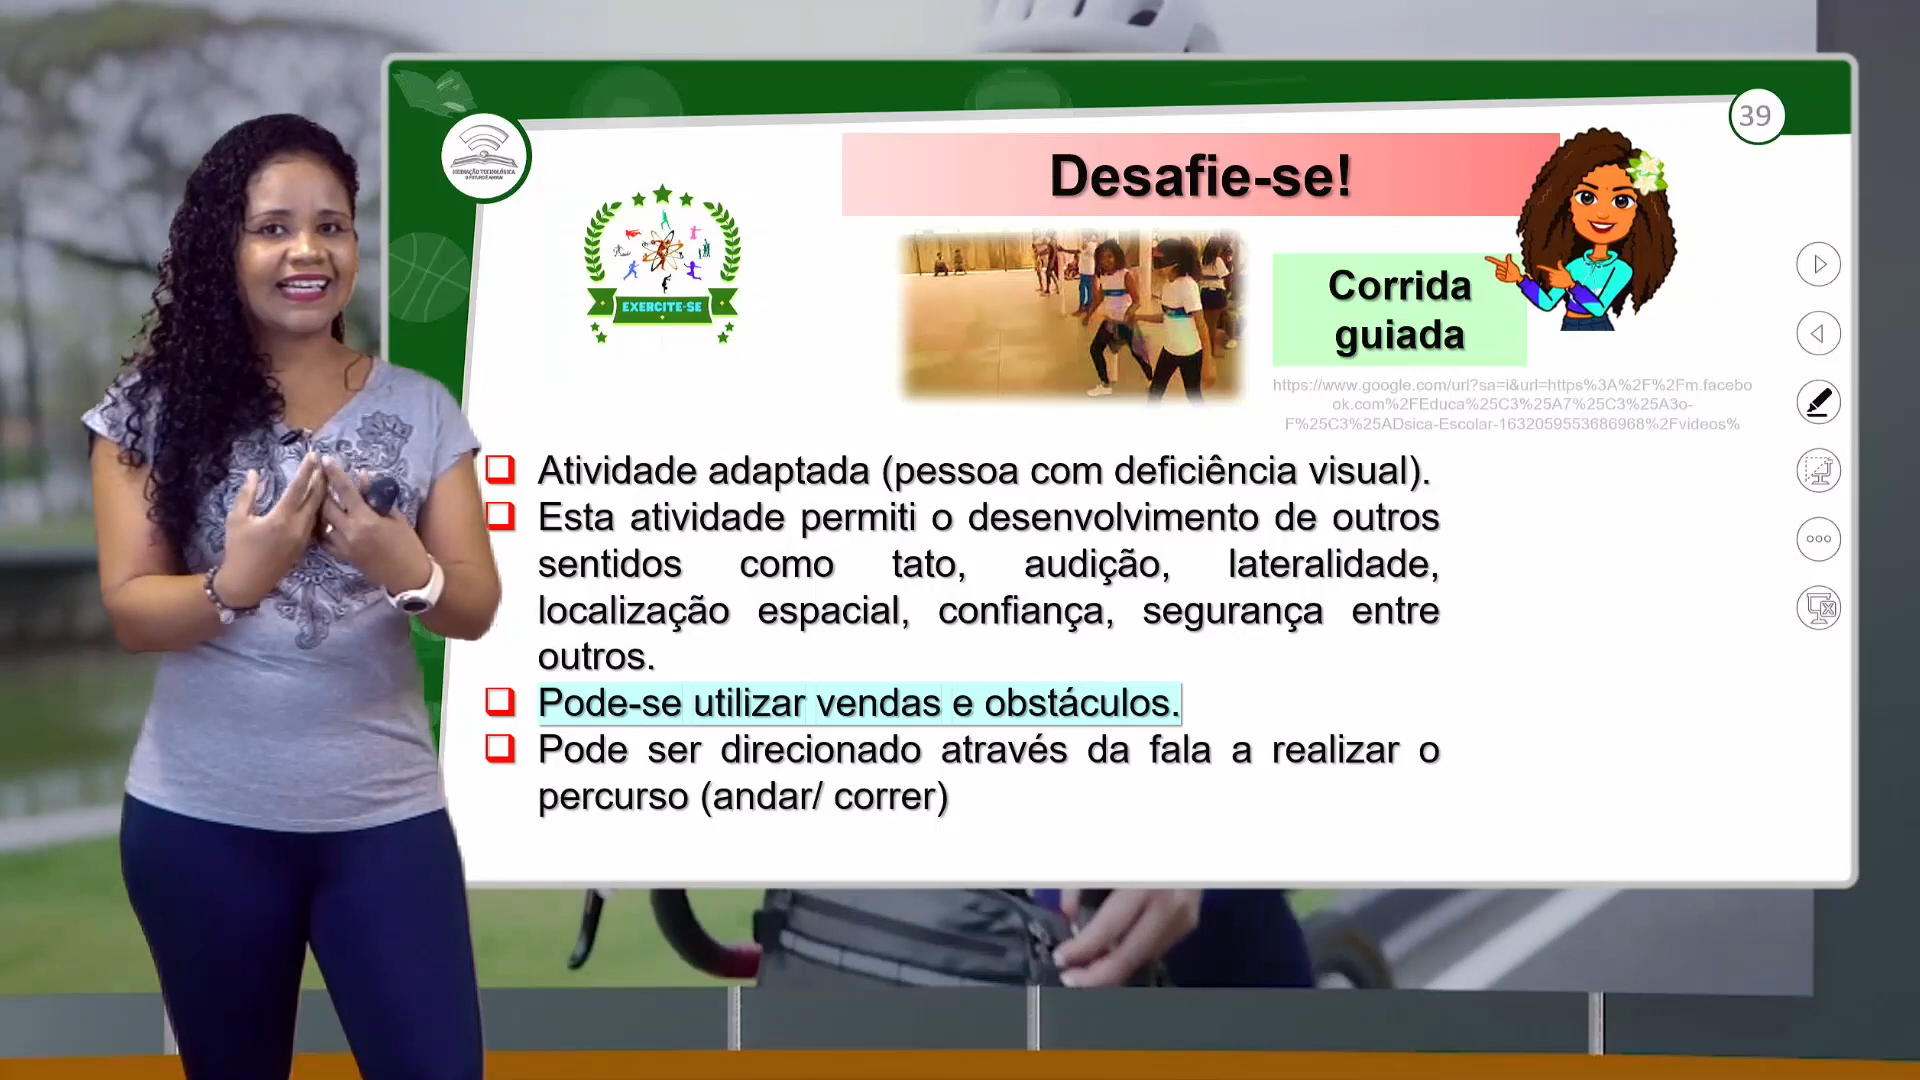 39
MEDIAÇÃO TECNOLÓGICA
Desafie-se!
EXERCITE-SE
Corrida
guiada
https://www.google.com/url?sa=i&url=https%3A%2F%2Fm.facebo
ok.com%2FEduca%25C3%25A7%25C3%25A3o-
F%25C3%25ADsica-Escolar-1632059553686968%2Fvideos%
Atividade adaptada (pessoa com deficiência visual).
Esta atividade permiti o desenvolvimento de outros
sentidos como tato, audição, lateralidade,
localização espacial, confiança, segurança entre
outros.
Pode-se utilizar vendas e obstáculos.
Pode ser direcionado através da fala a realizar o
percurso (andar/ correr)